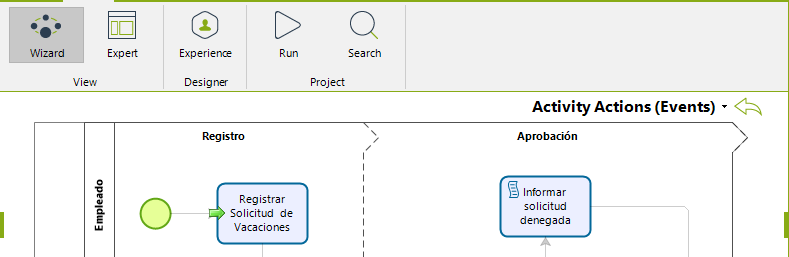 Wizard
Expert
Experience
Run
Search
View
Designer
Project
Activity Actions (Events)
Registro
Aprobación
Empleado
Registrar
Solicitud de
Vacaciones
Informar
solicitud
denegada